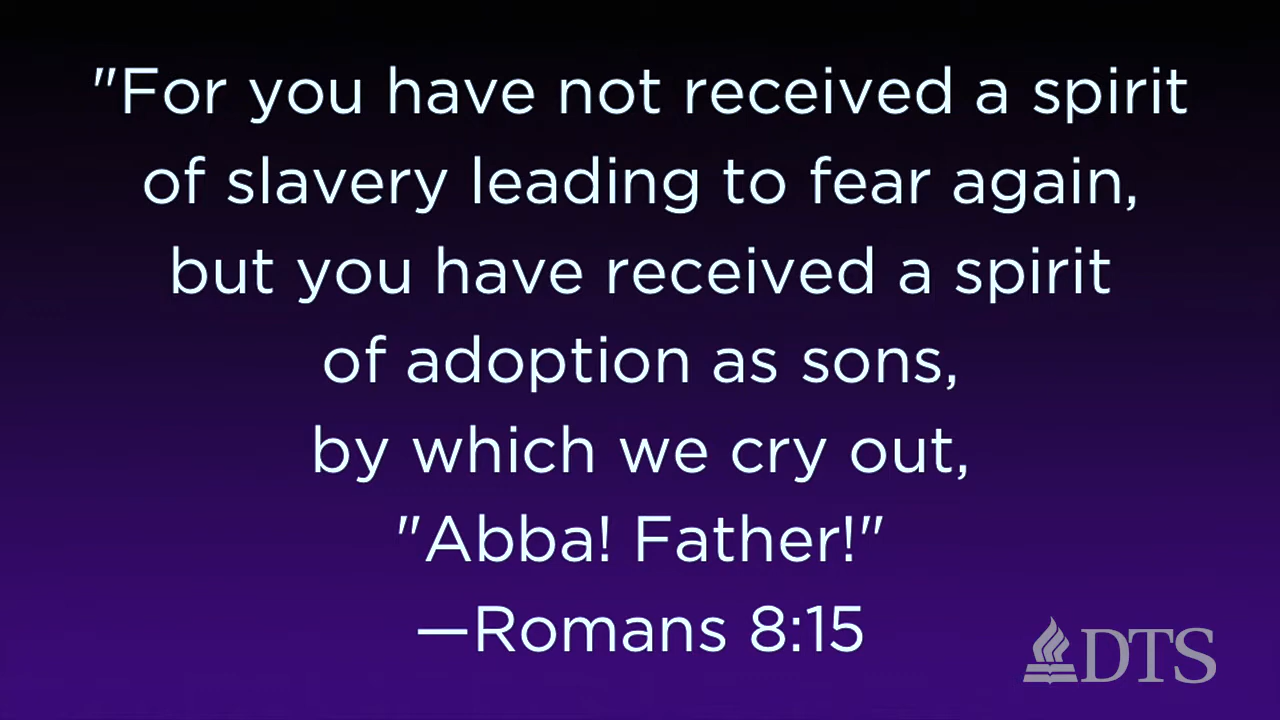 "For you have not received a spirit
of slavery leading to fear again,
but you have received a spirit
of adoption as sons,
by which we cry out,
"Abba! Father!"
—Romans 8:15
DTS